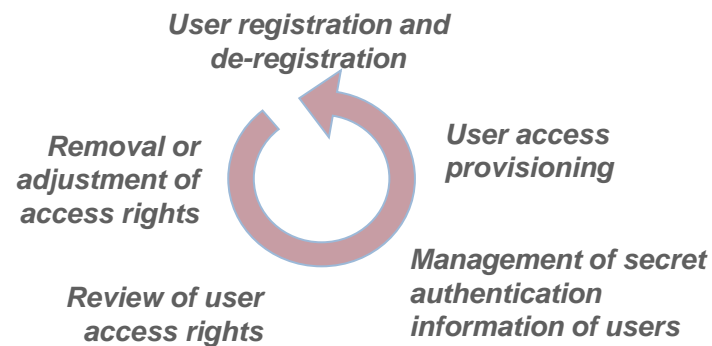 User registration and
de-registration
User access
provisioning
Management of secret
authentication
information of users
Review of user
access rights
Removal or
adjustment of
access rights